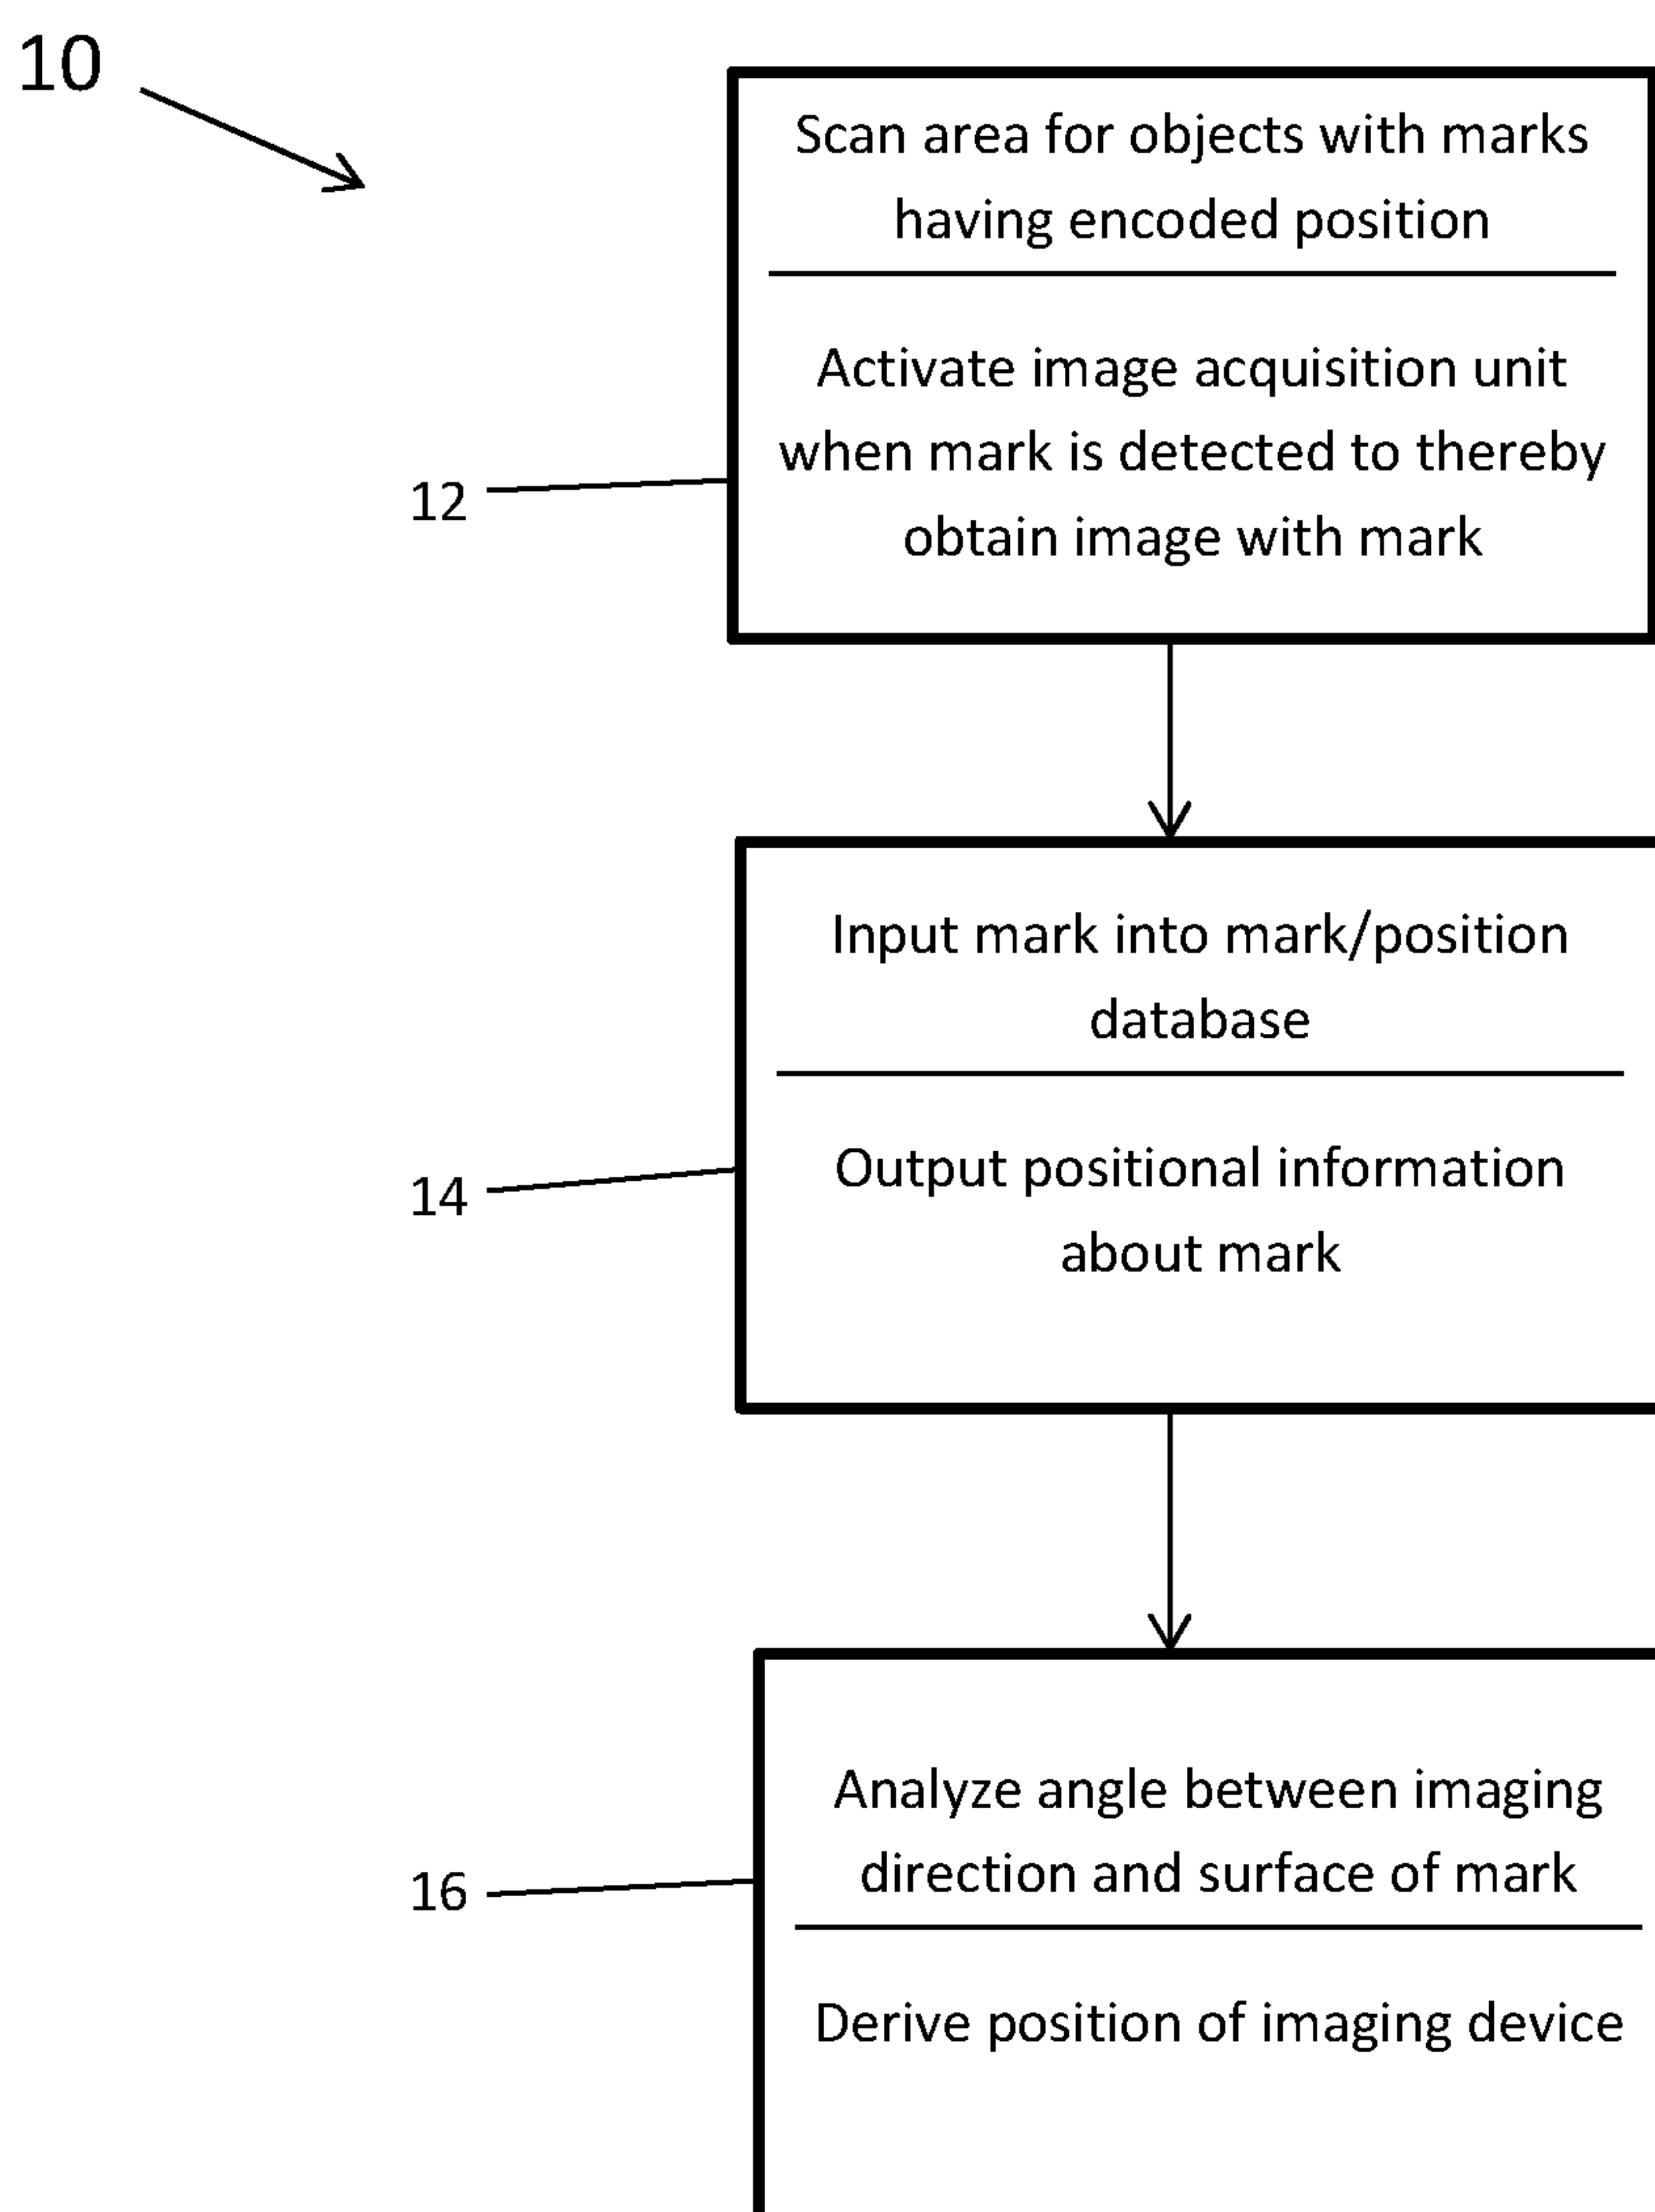 10
Scan area for objects with marks
having encoded position
Activate image acquisition unit
when mark is detected to thereby
obtain image with mark
12
Input mark into mark/position
database
Output positional information
about mark
14
Analyze angle between imaging
direction and surface of mark
16
Derive position of imaging device